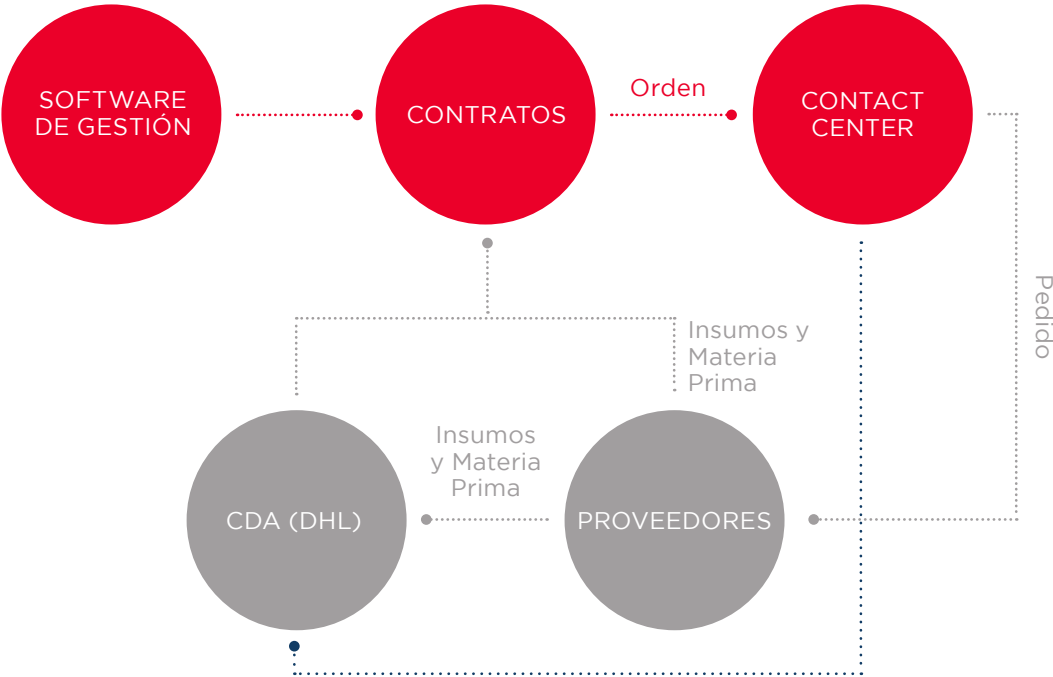 SOFTWARE
DE GESTIÓN
CONTRATOS
Orden
CONTACT
CENTER
Pedido
Insumos y
Materia
Prima
Insumos
y Materia
Prima
CDA (DHL)
PROVEEDORES